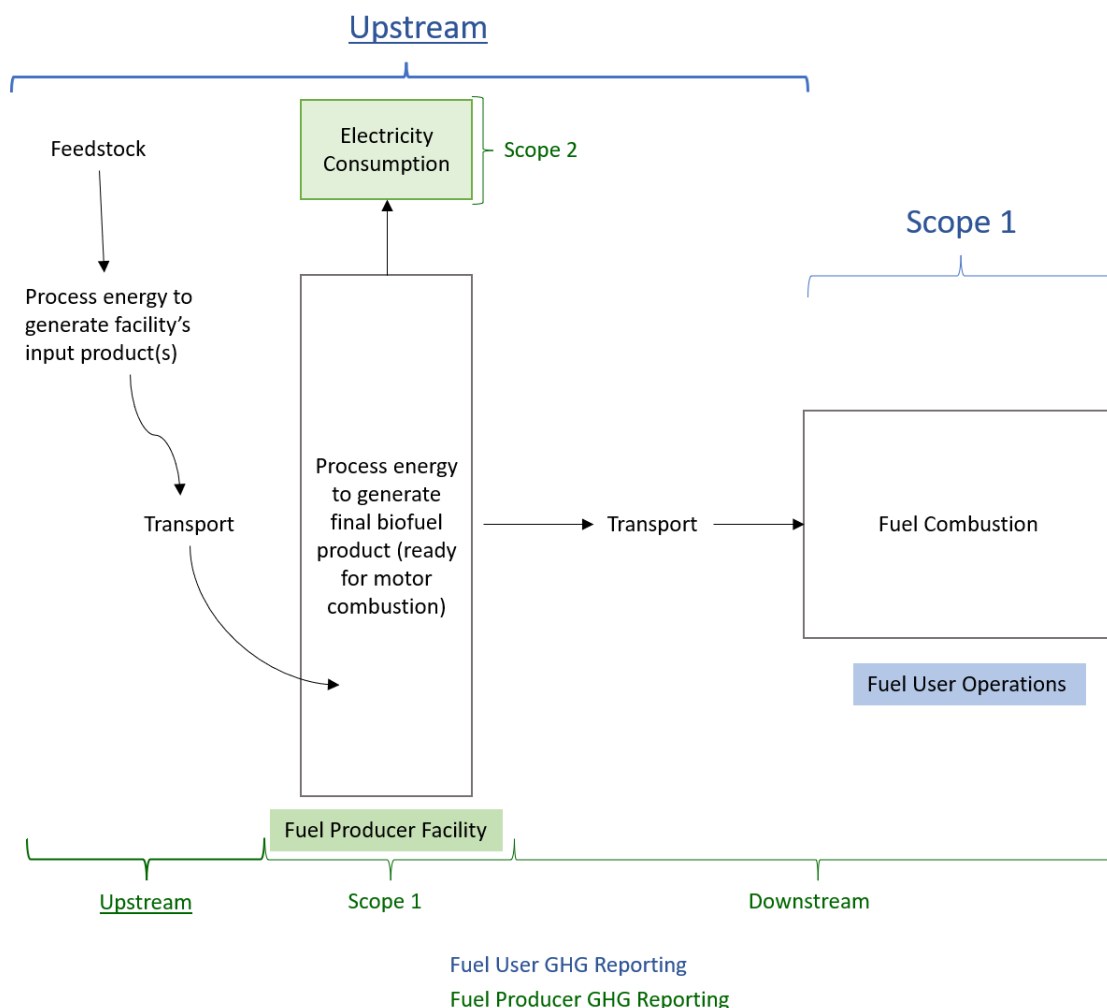 Upstream
Electricity
Consumption
Scope 2
Feedstock
Scope 1
Process energy to
generate facility's
input product(s)
Process energy
to generate
final biofuel
product (ready
for motor
combustion)
Transport
Transport
Fuel Combustion
Fuel User Operations
Fuel Producer Facility
Upstream
Scope 1
Downstream
Fuel User GHG Reporting
Fuel Producer GHG Reporting